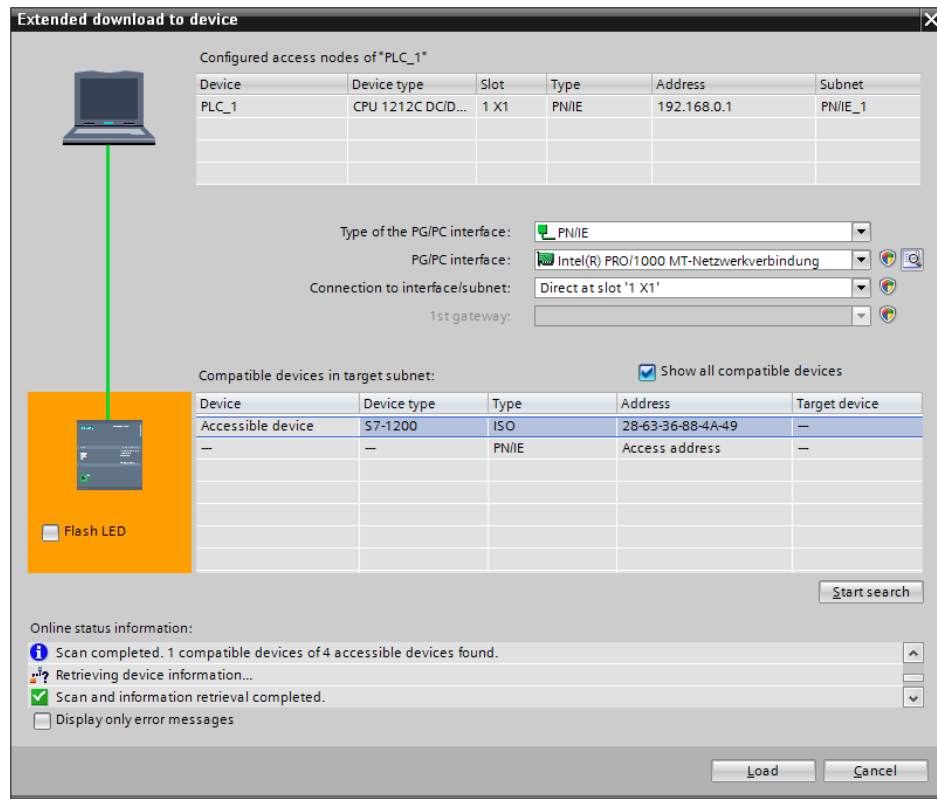 Extended download to device
Configured access nodes of "PLC_1"
Device Device type Slot Type Address Subnet
PLC_1 CPU 1212C DC/D... 1 X1 PN/IE 192.168.0.1 PN/IE_1
Type of the PG/PC interface: PN/IE
PG/PC interface: Intel(R) PRO/1000 MT-Netzwerkverbindung
Connection to interface/subnet: Direct at slot '1 X1'
1st gateway:
Compatible devices in target subnet: Show all compatible devices
Device Device type Type Address Target device
Accessible device S7-1200 ISO 28-63-36-88-4A-49 —
— — PN/IE Access address —
Flash LED
Start search
Online status information:
Scan completed. 1 compatible devices of 4 accessible devices found.
Retrieving device information...
Scan and information retrieval completed.
Display only error messages
Load Cancel